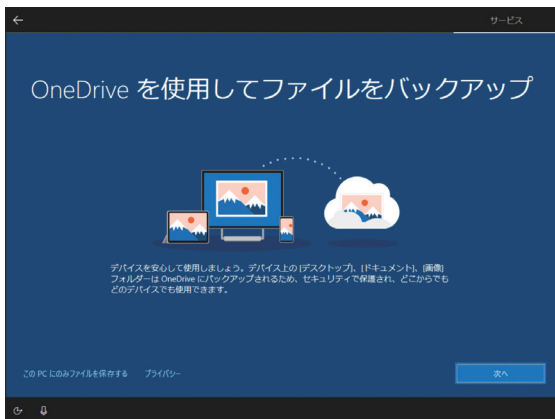 サービス
OneDrive を使用してファイルをバックアップ
デバイスを安心して使用しましょう。デバイス上の [デスクトップ]、[ドキュメント]、[画像]
フォルダーは OneDrive にバックアップされるため、セキュリティで保護され、どこからでも
どのデバイスでも使用できます。
この PC にのみファイルを保存する プライバシー 次へ